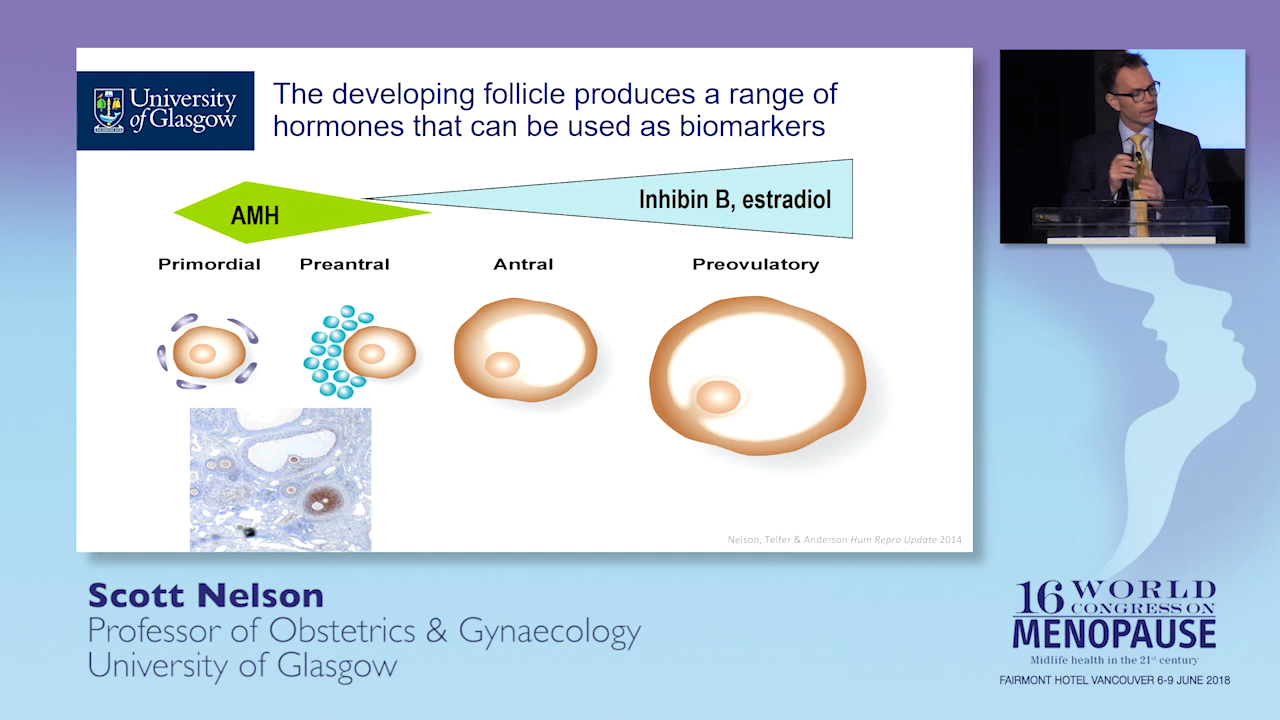 University
of Glasgow
The developing follicle produces a range of
hormones that can be used as biomarkers
AMH
Inhibin B, estradiol
Primordial
Preantral
Antral
Preovulatory
Nelson, Telfer & Anderson Hum Repro Update 2014
Scott Nelson
Professor of Obstetrics & Gynaecology
University of Glasgow
16 WORLD
CONGRESS ON
MENOPAUSE
Midlife health in the 21st century
FAIRMONT HOTEL VANCOUVER 6-9 JUNE 2018